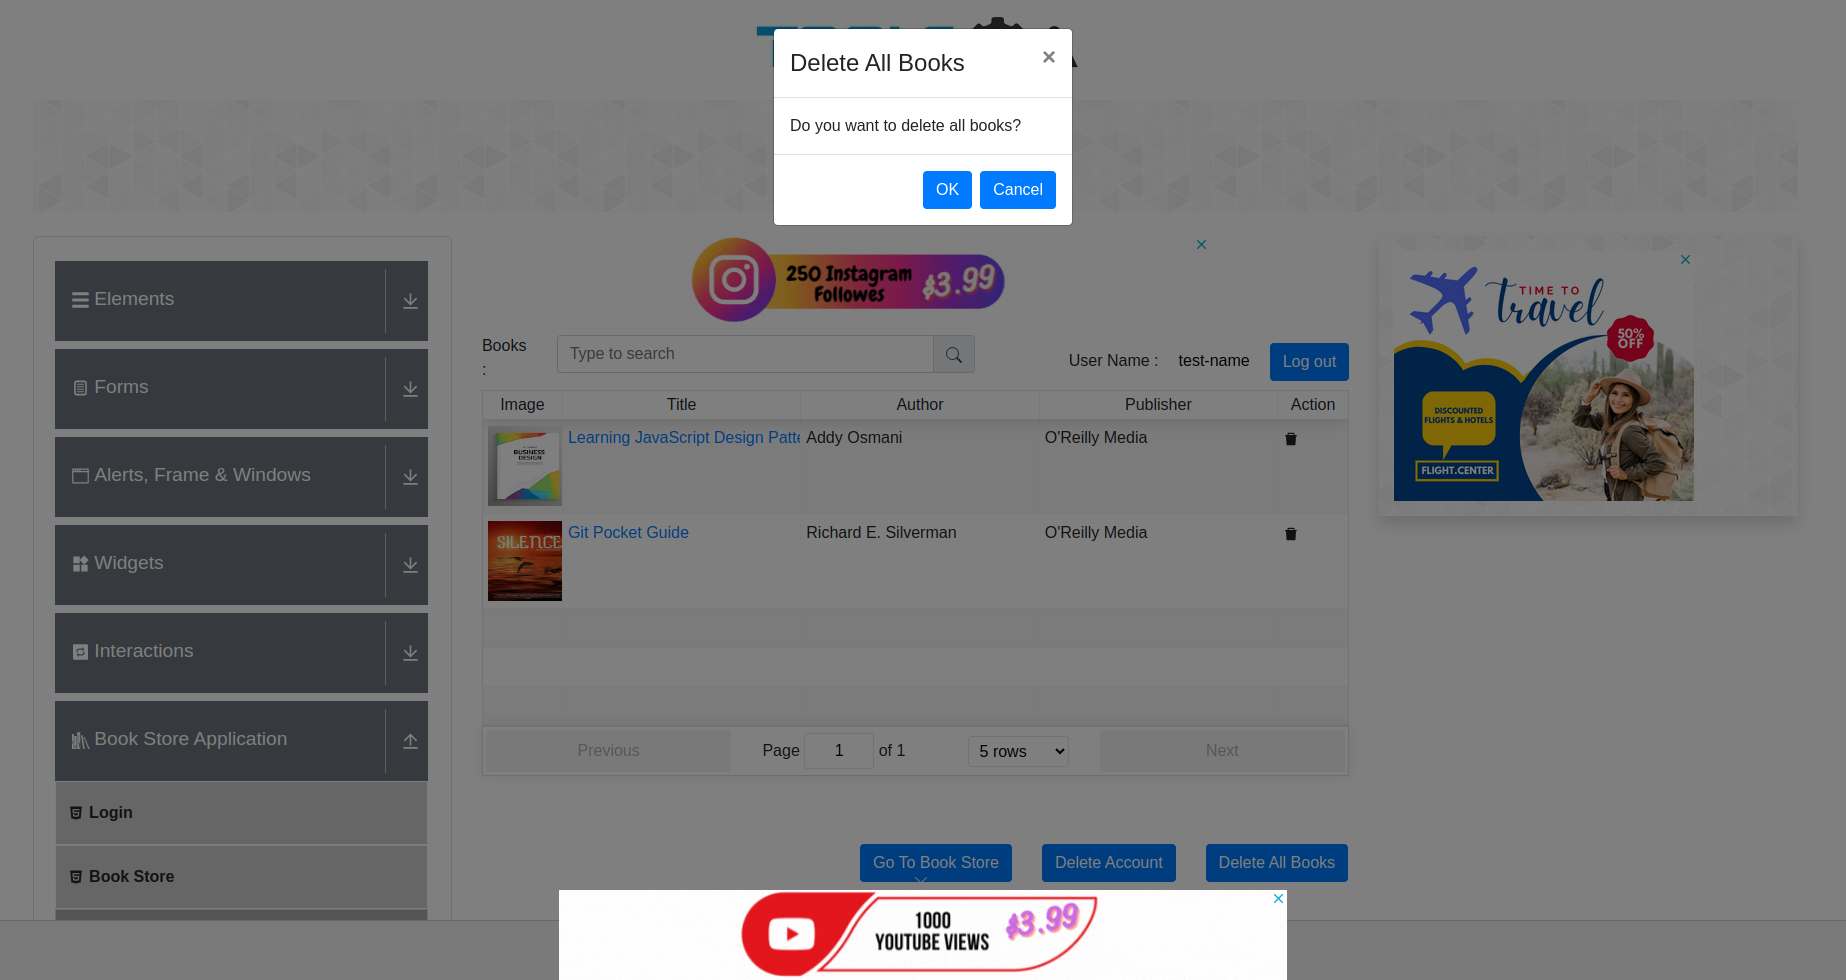 Delete All Books
×
Do you want to delete all books?
OK
Cancel
250 Instagram
Followes
$3.99
TIME TO
travel
50%
OFF
DISCOUNTED
FLIGHTS & HOTELS
FLIGHT.CENTER
Elements
Forms
Alerts, Frame & Windows
Widgets
Interactions
Book Store Application
Login
Book Store
Books
:
Type to search
User Name :
test-name
Log out
Image
Title
Author
Publisher
Action
BUSINESS
DESIGN
Learning JavaScript Design Patte
Addy Osmani
O'Reilly Media
SILENCE
Git Pocket Guide
Richard E. Silverman
O'Reilly Media
Previous
Page
1
of 1
5 rows
Next
Go To Book Store
Delete Account
Delete All Books
1000
YOUTUBE VIEWS
$3.99